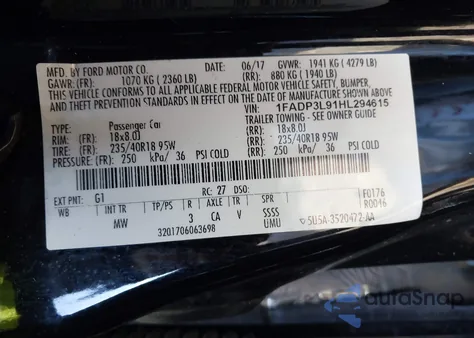 MFD. BY FORD MOTOR CO. 06/17 GVWR: 1941 KG ( 4279 LB)
GAWR: (FR) 1070 KG ( 2360 LB) (RR) 880 KG ( 1940 LB)
THIS VEHICLE CONFORMS TO ALL APPLICABLE FEDERAL MOTOR VEHICLE SAFETY, BUMPER,
AND THEFT PREVENTION STANDARDS IN EFFECT ON THE DATE OF MANUFACTURE SHOWN ABOVE.
VIN: 1FADP3L91HL294615
TYPE: Passenger Car TRAILER TOWING - SEE OWNER GUIDE
RIM: (FR): 18x8.0J 18x8.0J
TIRE: 235/40R18 95W 235/40R18 95W
PRESSURE: (FR): 250 kPa/ 36 PSI COLD (RR): 250 kPa/ 36 PSI COLD
EXT PNT: G1 RC: 27 DSO: F0176
WB INT TR TP/PS R AXLE TR SPR R0046
MW 3 CA V SSSS
3201706063698 UMU 5U5A-3520472-AA
autoSnap